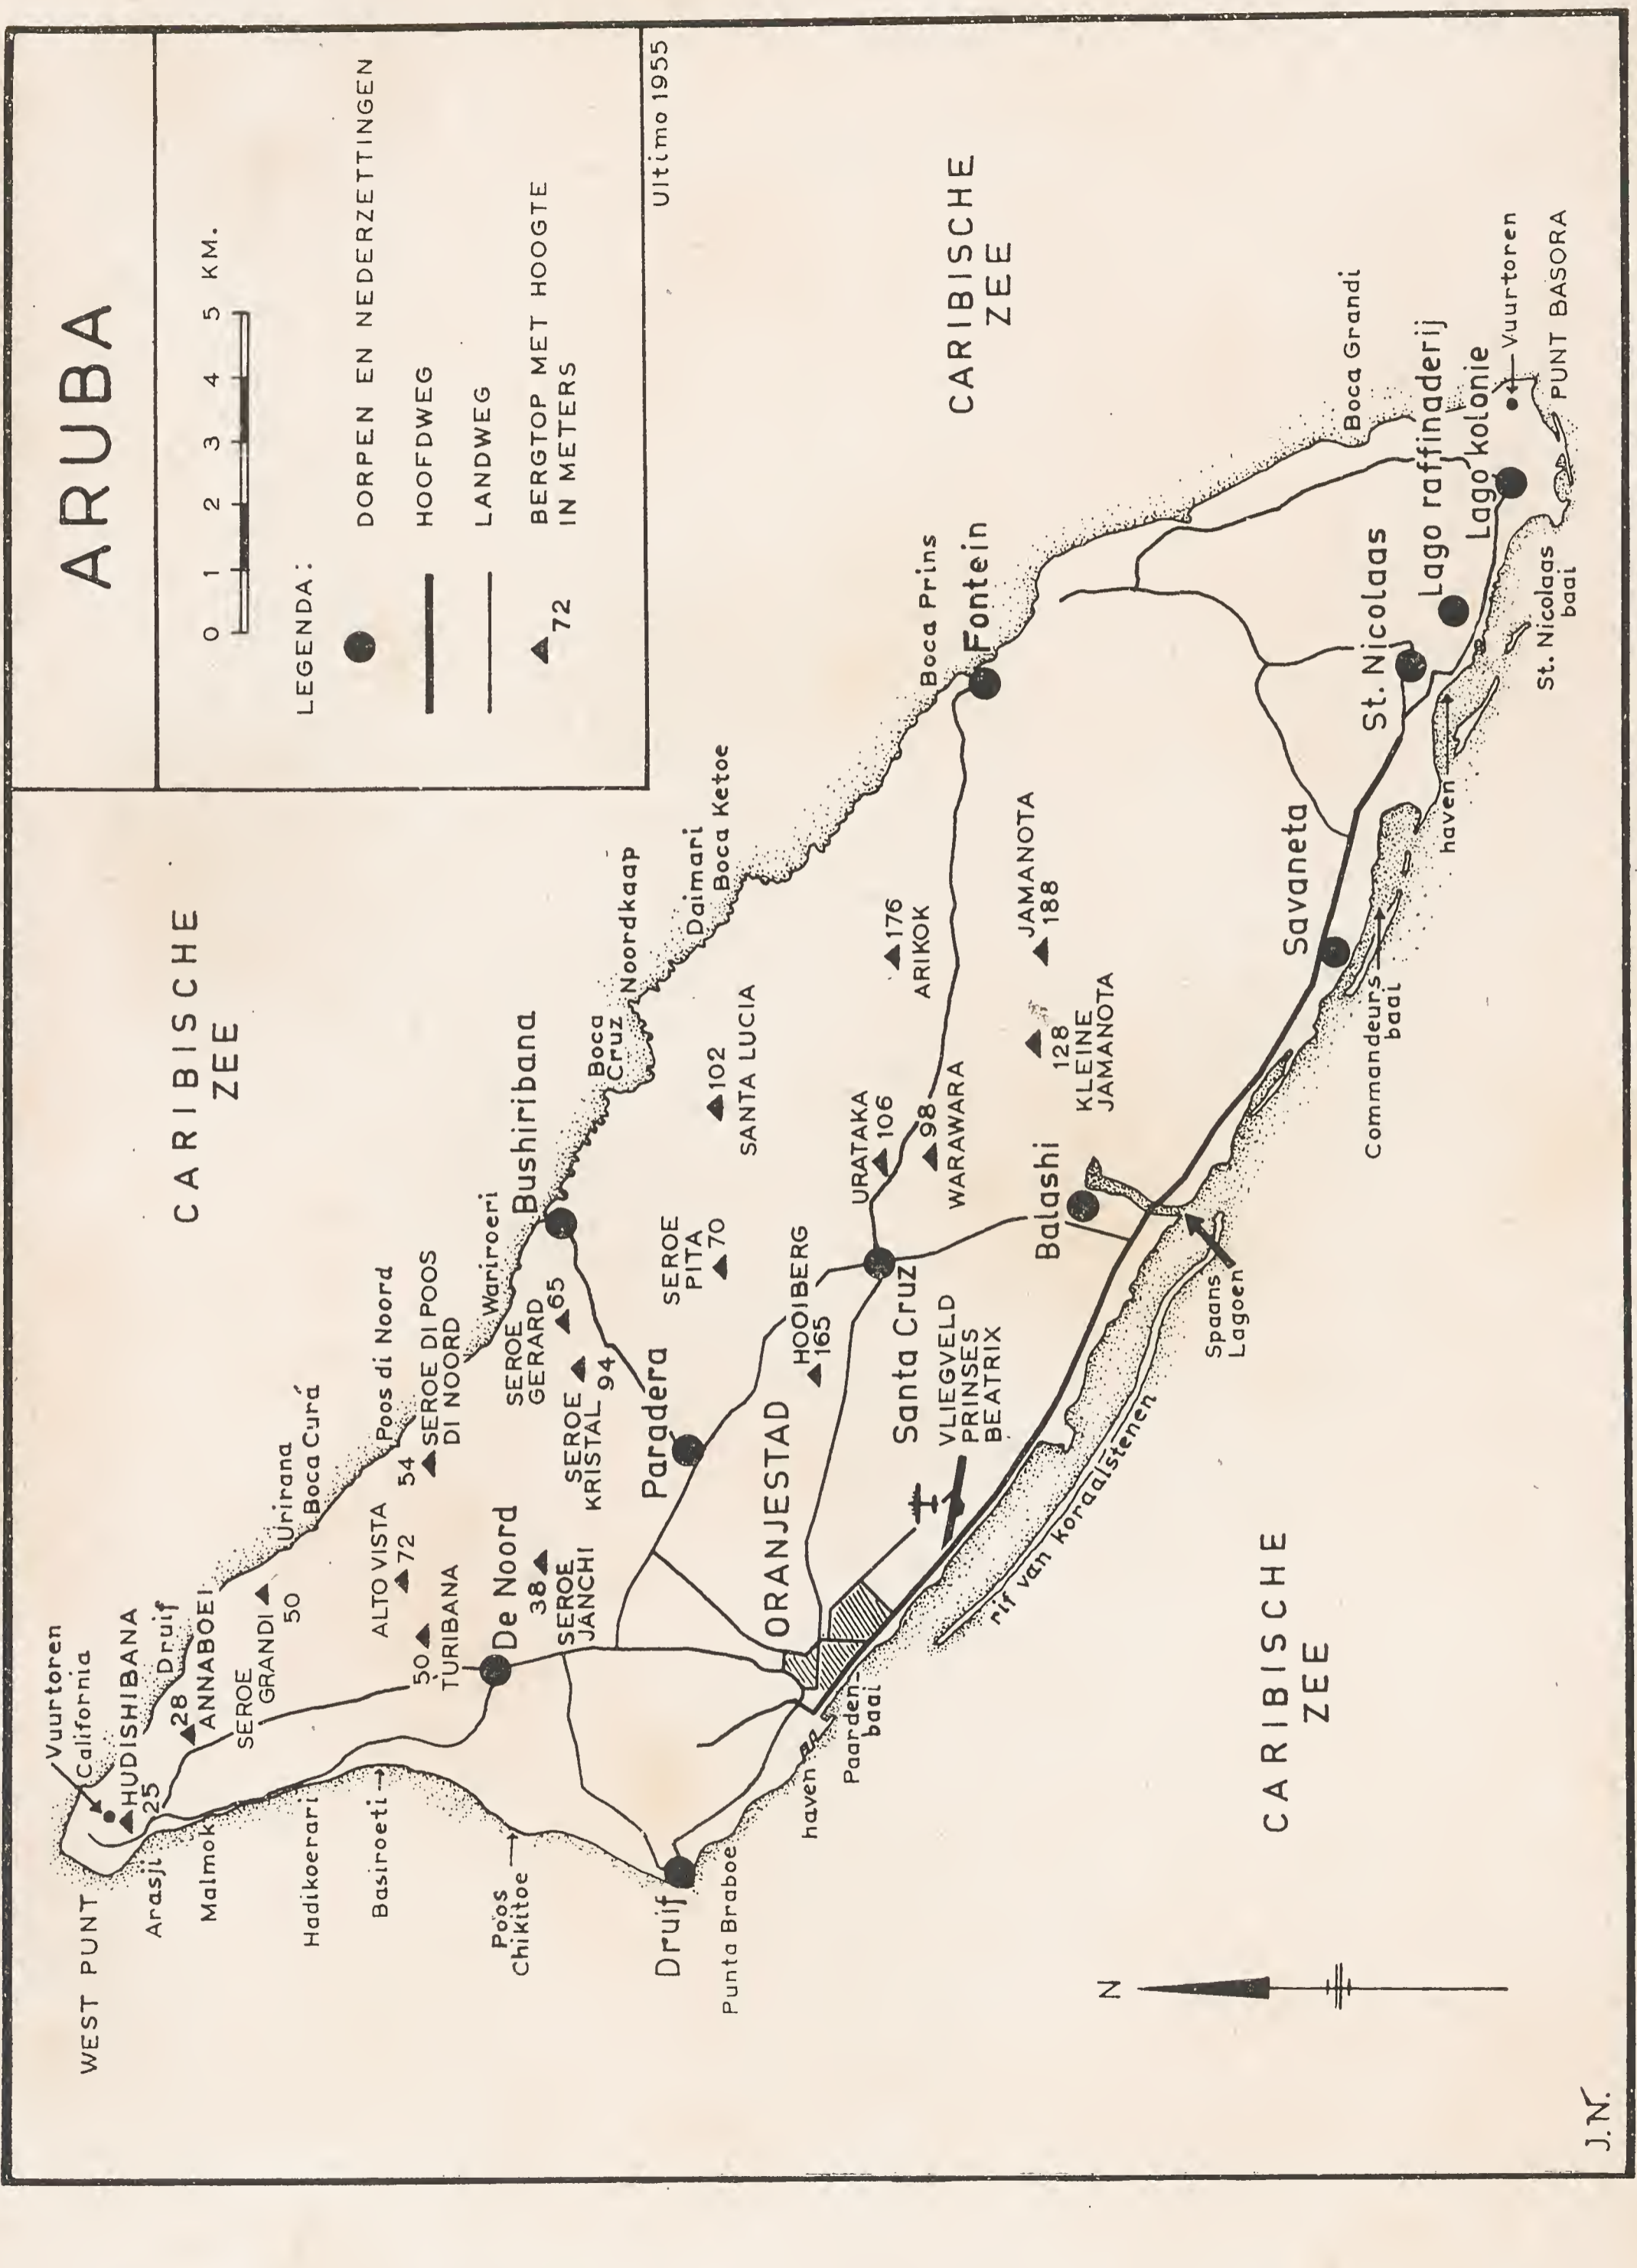 ARUBA
0 1 2 3 4 5 KM.
LEGENDA:
DORPEN EN NEDERZETTINGEN
HOOFDWEG
LANDWEG
72
BERGTOP MET HOOGTE
IN METERS
Ultimo 1955
CARIBISCHE
ZEE
CARIBISCHE
ZEE
CARIBISCHE
ZEE
WEST PUNT
Vuurtoren
California
HUDISHIBANA
25
Arasji
Malmok
Druif
28
ANNABOEI
SEROE
GRANDI
50
Urirana
Boca Curá
Hadikoerari
Basiroeti
Poos
Chikitoe
ALTO VISTA
72
50
TURIBANA
Poos di Noord
54
SEROE DI POOS
DI NOORD
Wariroeri
De Noord
38
SEROE
JANCHI
SEROE
GERARD
65
SEROE
KRISTAL
94
Bushiribana
Boca
Cruz
Noordkaap
Daimari
Boca Ketoe
Paradera
SEROE
PITA
70
102
SANTA LUCIA
Druif
Punta Braboe
ORANJESTAD
HOOIBERG
165
haven
Paarden-
baai
Santa Cruz
VLIEGVELD
PRINSES
BEATRIX
URATAKA
106
98
WARAWARA
176
ARIKOK
JAMANOTA
188
128
KLEINE
JAMANOTA
Boca Prins
Fontein
Balashi
Spaans
Lagoen
rif van koraalstenen
Savaneta
Commandeurs
baai
haven
St. Nicolaas
Lago raffinaderij
Lago kolonie
St. Nicolaas
baai
Boca Grandi
Vuurtoren
PUNT BASORA
N
J.N.